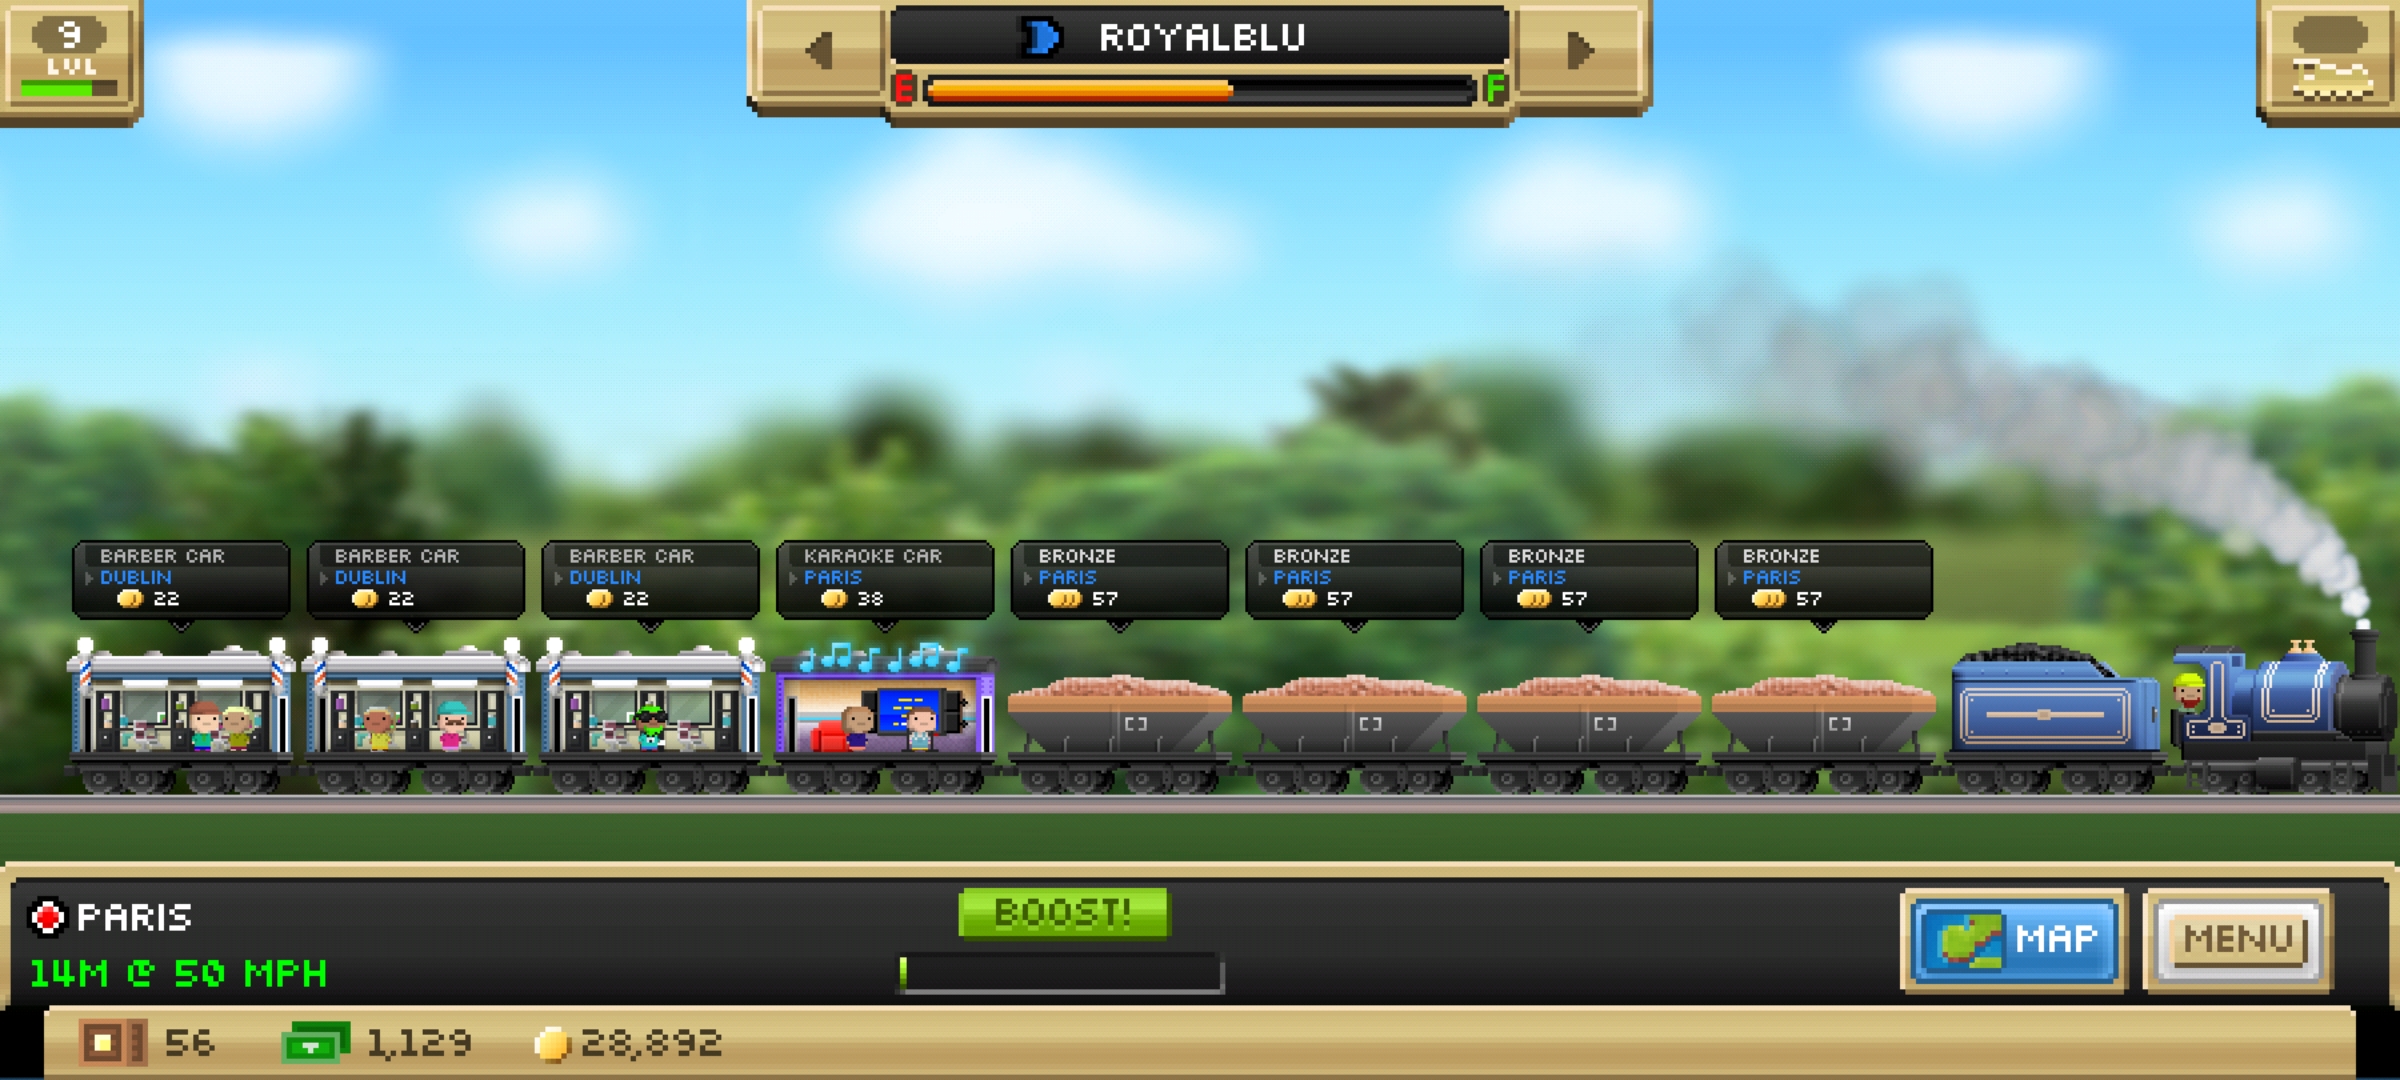 9
LVL
ROYALBLU
E F
BARBER CAR
DUBLIN
22
BARBER CAR
DUBLIN
22
BARBER CAR
DUBLIN
22
KARAOKE CAR
PARIS
38
BRONZE
PARIS
57
BRONZE
PARIS
57
BRONZE
PARIS
57
BRONZE
PARIS
57
PARIS
14M @ 50 MPH
BOOST!
MAP
MENU
56
1,129
28,892